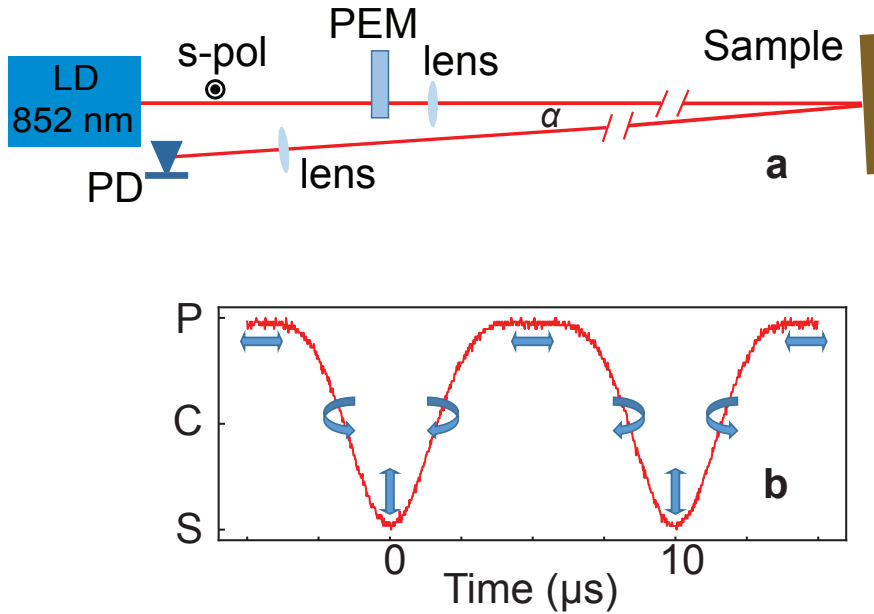 s-pol
PEM
lens
Sample
LD
852 nm
α
PD
lens
a
P
C
S
b
0
10
Time (μs)